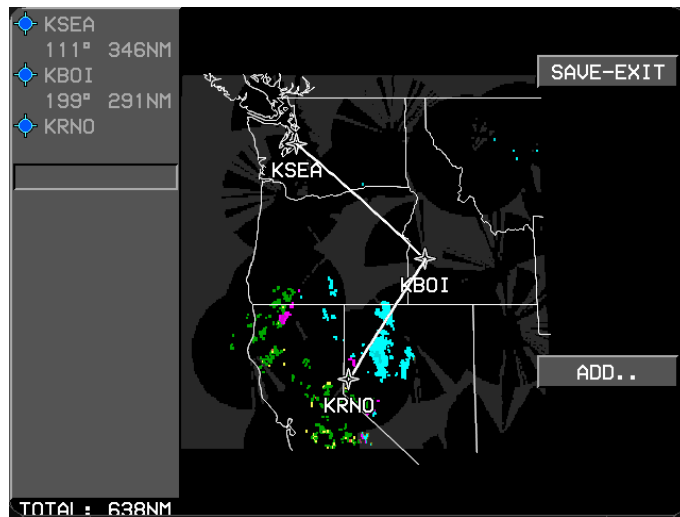 KSEA
111° 346NM
KBOI
199° 291NM
KRNO
SAVE-EXIT
KSEA
KBOI
ADD..
KRNO
TOTAL: 638NM